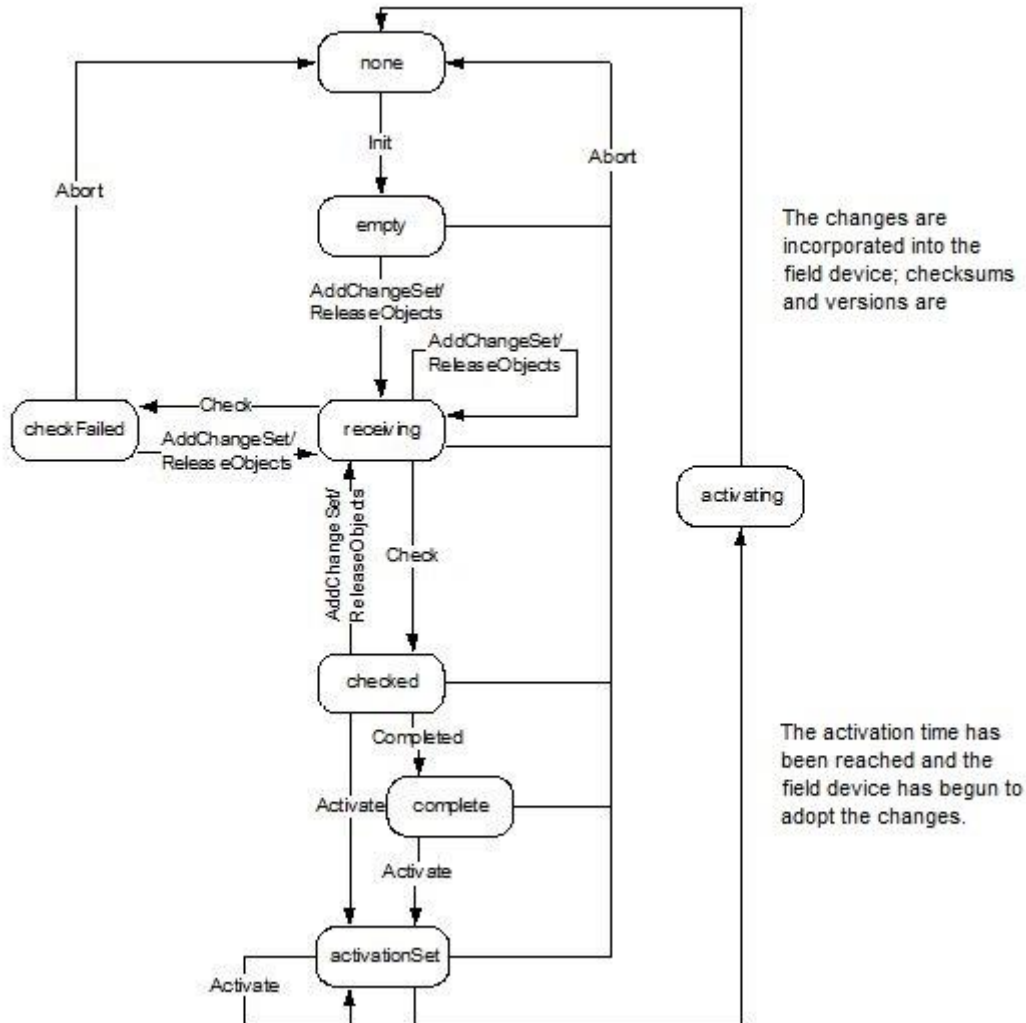 none
Init
Abort
Abort
empty
The changes are
incorporated into the
field device; checksums
and versions are
AddChangeSet/
ReleaseObjects
AddChangeSet/
ReleaseObjects
Check
checkFailed
receiving
AddChangeSet/
ReleaseObjects
activating
AddChangeSet/
ReleaseObjects
Check
checked
Completed
The activation time has
been reached and the
field device has begun to
adopt the changes.
Activate
complete
Activate
activationSet
Activate